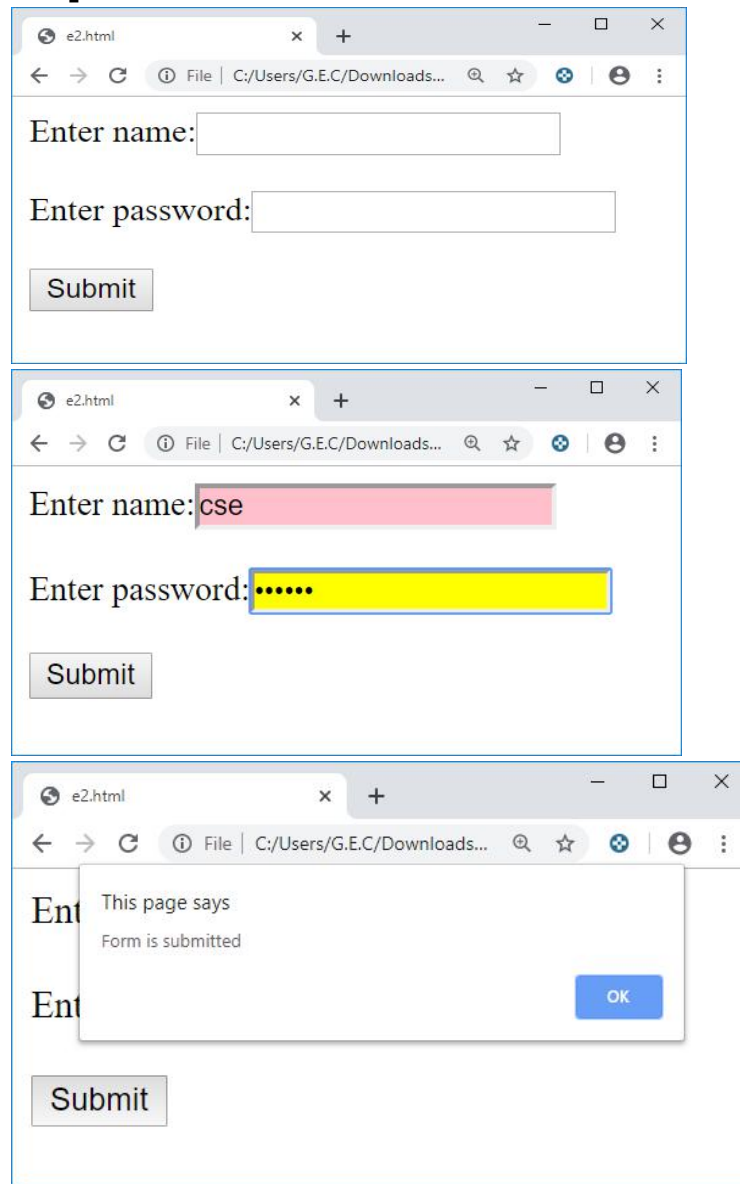 e2.html
File | C:/Users/G.E.C/Downloads...
Enter name:
Enter password:
Submit
e2.html
File | C:/Users/G.E.C/Downloads...
Enter name:cse
Enter password:••••••
Submit
e2.html
File | C:/Users/G.E.C/Downloads...
Ent
This page says
Form is submitted
Ent
OK
Submit